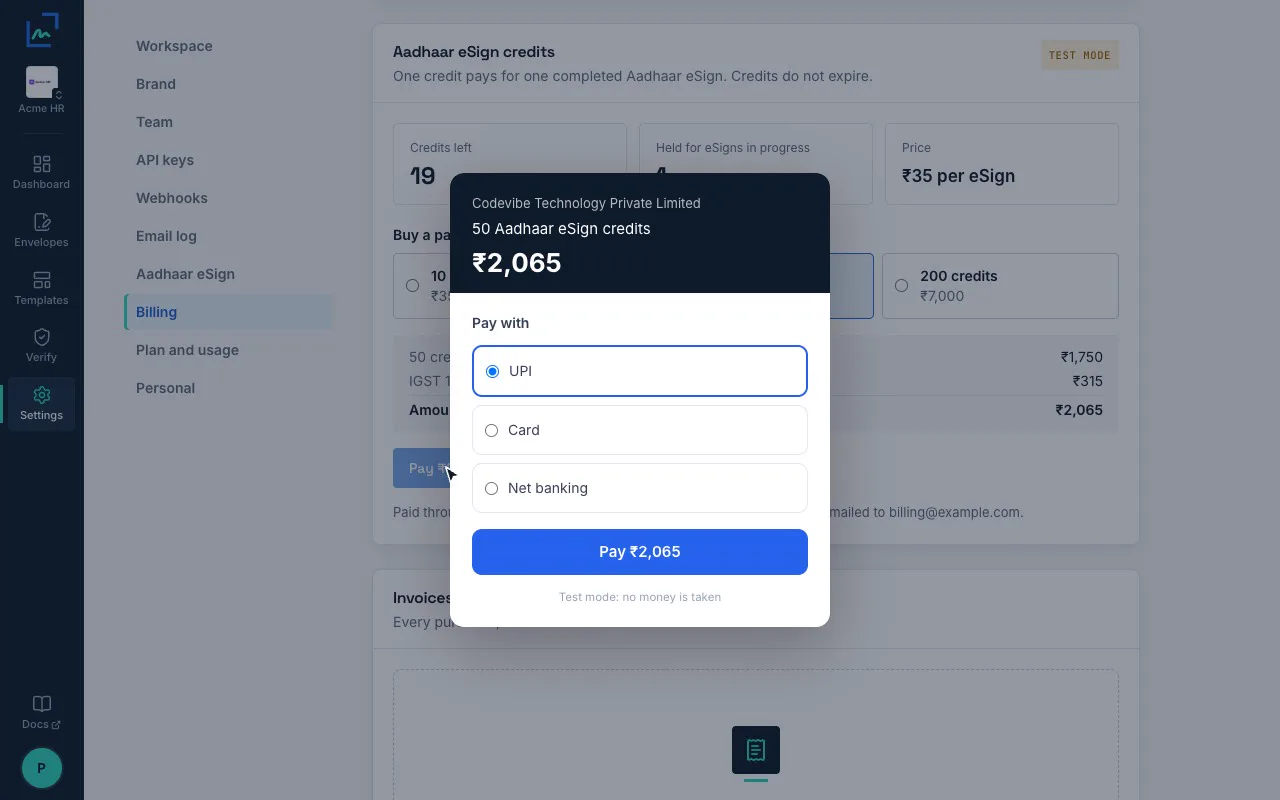 Acme HR
Dashboard
Envelopes
Templates
Verify
Settings
Docs
P
Workspace
Brand
Team
API keys
Webhooks
Email log
Aadhaar eSign
Billing
Plan and usage
Personal
Aadhaar eSign credits
TEST MODE
One credit pays for one completed Aadhaar eSign. Credits do not expire.
Credits left
19
Held for eSigns in progress
Price
₹35 per eSign
Buy a pa
10
200 credits
₹7,000
50 cre
₹1,750
IGST 1
₹315
Amou
₹2,065
Pay ₹
Paid throu
mailed to billing@example.com.
Invoices
Every pur
Codevibe Technology Private Limited
50 Aadhaar eSign credits
₹2,065
Pay with
UPI
Card
Net banking
Pay ₹2,065
Test mode: no money is taken